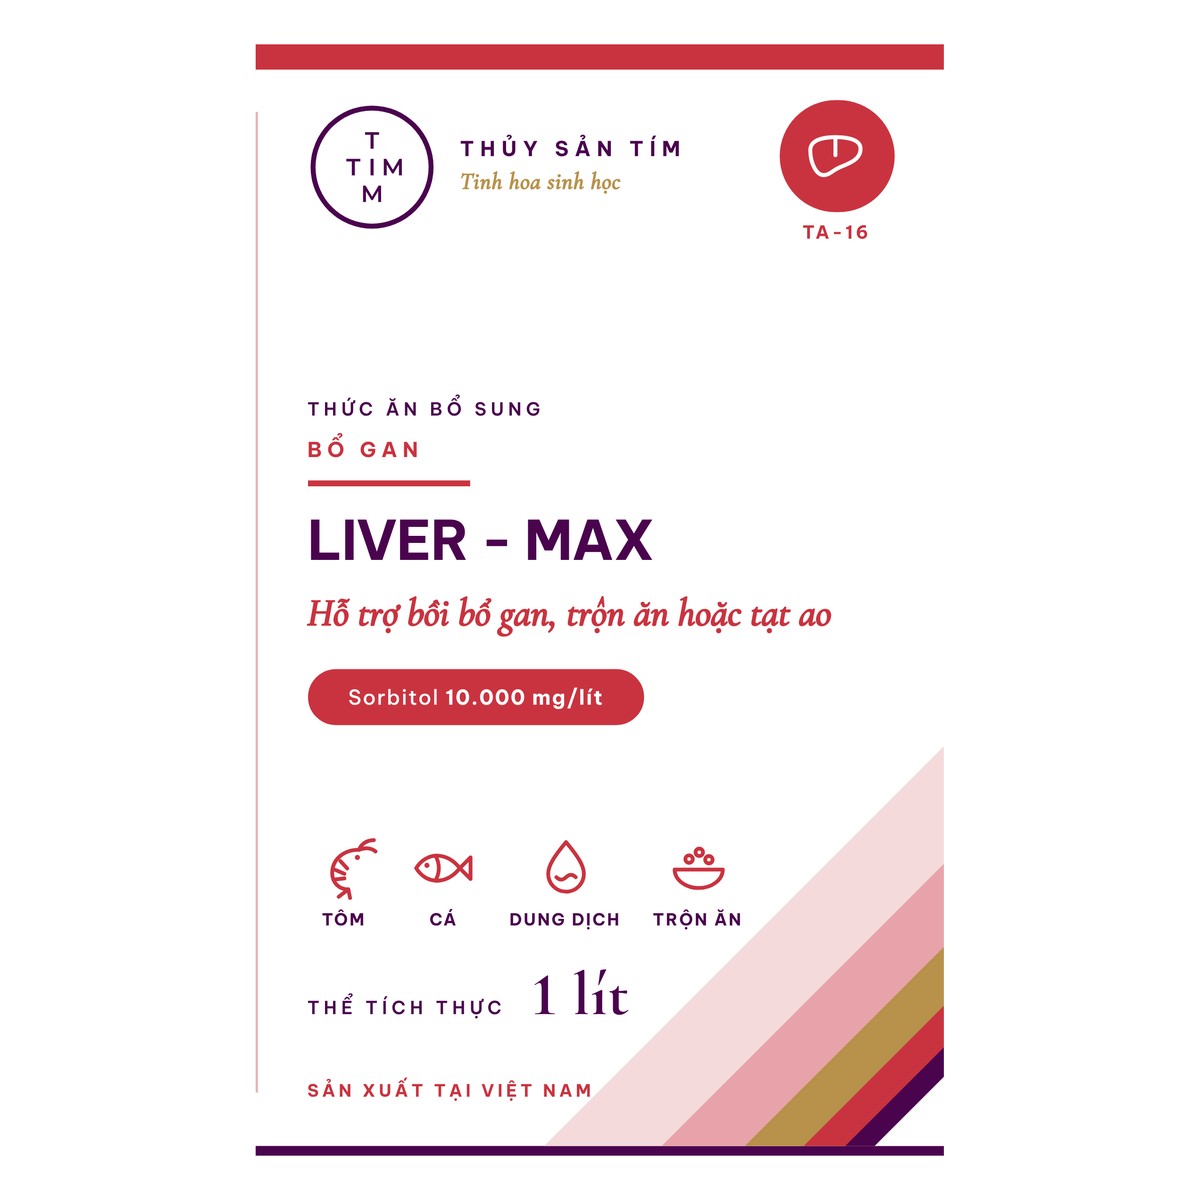 T
TIM
M
THỦY SẢN TÍM
Tinh hoa sinh học
TA-16
THỨC ĂN BỔ SUNG
BỔ GAN
LIVER - MAX
Hỗ trợ bồi bổ gan, trộn ăn hoặc tạt ao
Sorbitol 10.000 mg/lít
TÔM CÁ DUNG DỊCH TRỘN ĂN
THỂ TÍCH THỰC 1 lít
SẢN XUẤT TẠI VIỆT NAM